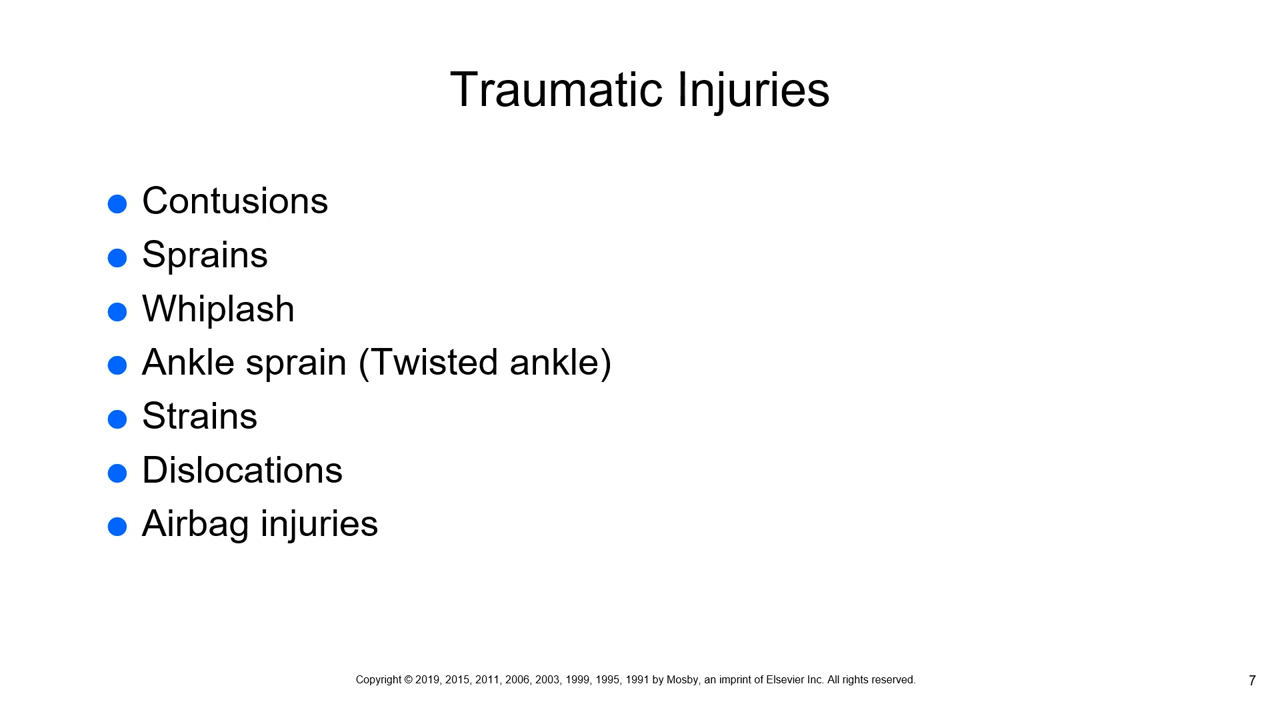 Traumatic Injuries
Contusions
Sprains
Whiplash
Ankle sprain (Twisted ankle)
Strains
Dislocations
Airbag injuries
Copyright © 2019, 2015, 2011, 2006, 2003, 1999, 1995, 1991 by Mosby, an imprint of Elsevier Inc. All rights reserved.
7